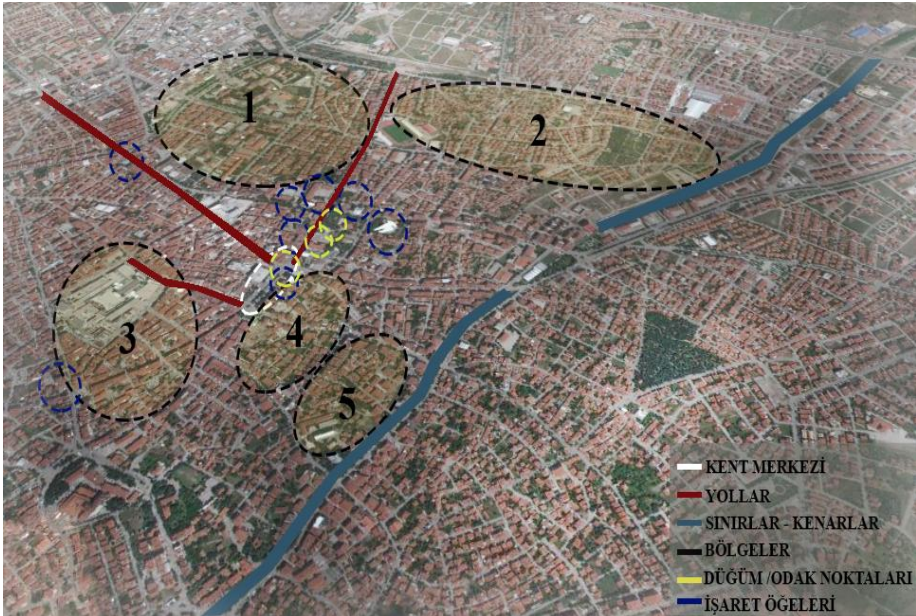 1
2
3
4
5
KENT MERKEZİ
YOLLAR
SINIRLAR - KENARLAR
BÖLGELER
DÜĞÜM /ODAK NOKTALARI
İŞARET ÖĞELERİ